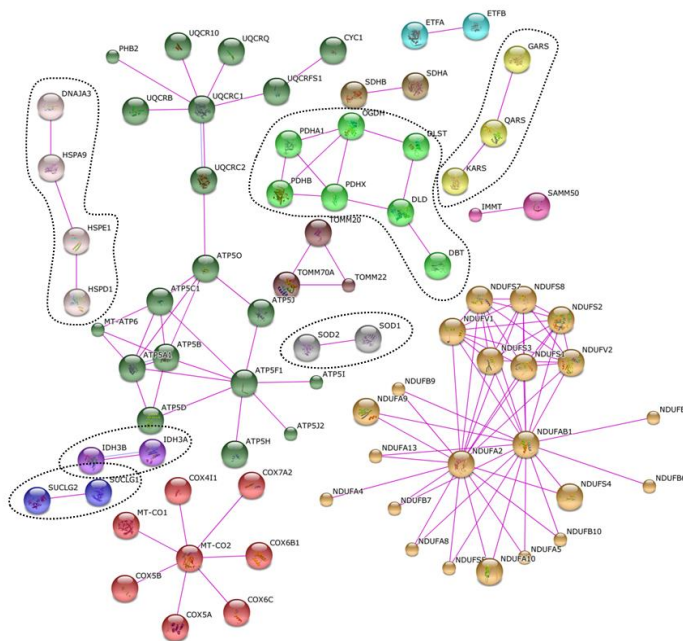 UQCR10
UQCRQ
CYC1
PHB2
ETFA
ETFB
GARS
UQCRFS1
SDHB
SDHA
DNAJA3
UQCRB
UQCRC1
OGDH
PDHA1
DLST
QARS
HSPA9
KARS
UQCRC2
PDHB
PDHX
DLD
SAMM50
IMMT
TOMM20
HSPE1
DBT
ATP5O
TOMM70A
TOMM22
HSPD1
ATP5C1
ATP5J
NDUFS7
NDUFS8
NDUFS2
MT-ATP6
NDUFV1
SOD2
SOD1
ATP5B
ATP5A1
NDUFS3
NDUFS1
NDUFV2
ATP5F1
ATP5I
NDUFB9
NDUFA9
ATP5D
NDUFAB1
ATP5J2
IDH3B
IDH3A
ATP5H
NDUFA13
NDUFA2
SUCLG2
SUCLG1
COX4I1
COX7A2
NDUFA4
NDUFB7
NDUFS4
MT-CO1
NDUFB10
MT-CO2
COX6B1
NDUFA8
NDUFA5
NDUFS5
NDUFA10
COX5B
COX6C
COX5A